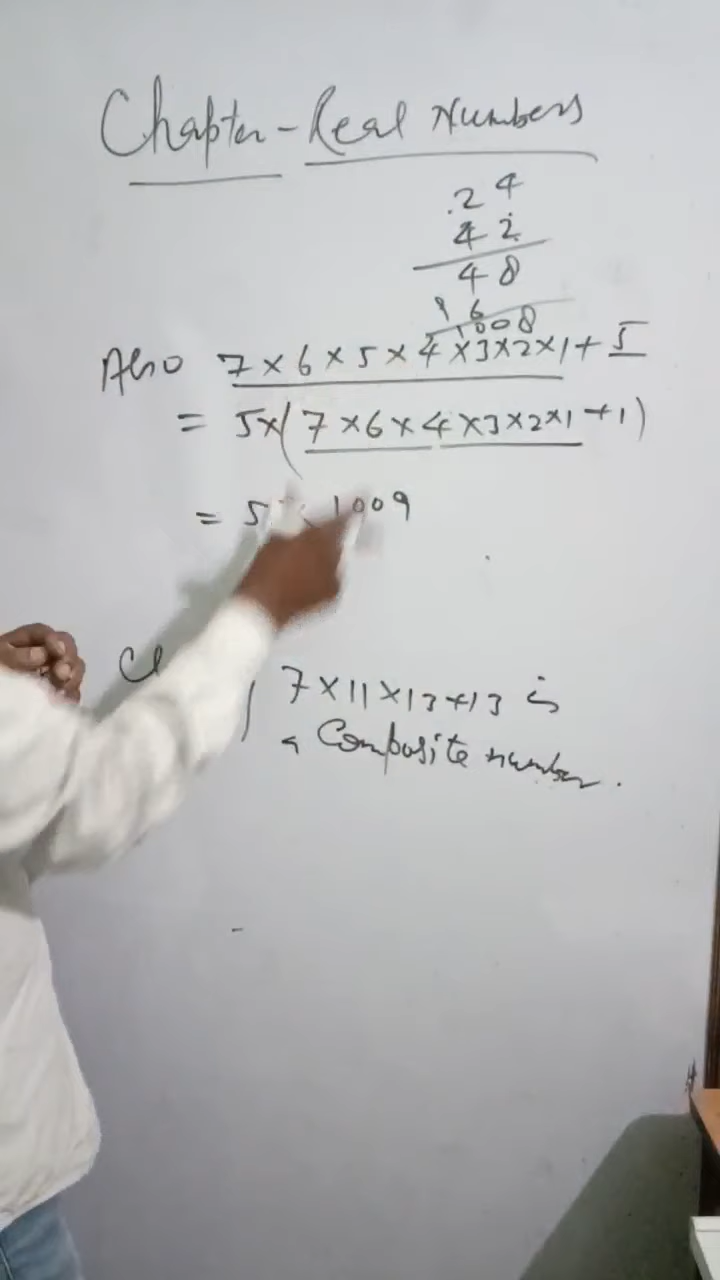 Chapter - Real Numbers
24
42
48
96
1008
Also 7×6×5×4×3×2×1+5
= 5×(7×6×4×3×2×1+1)
= 5 1009
7×11×13+13 is
a Composite number.